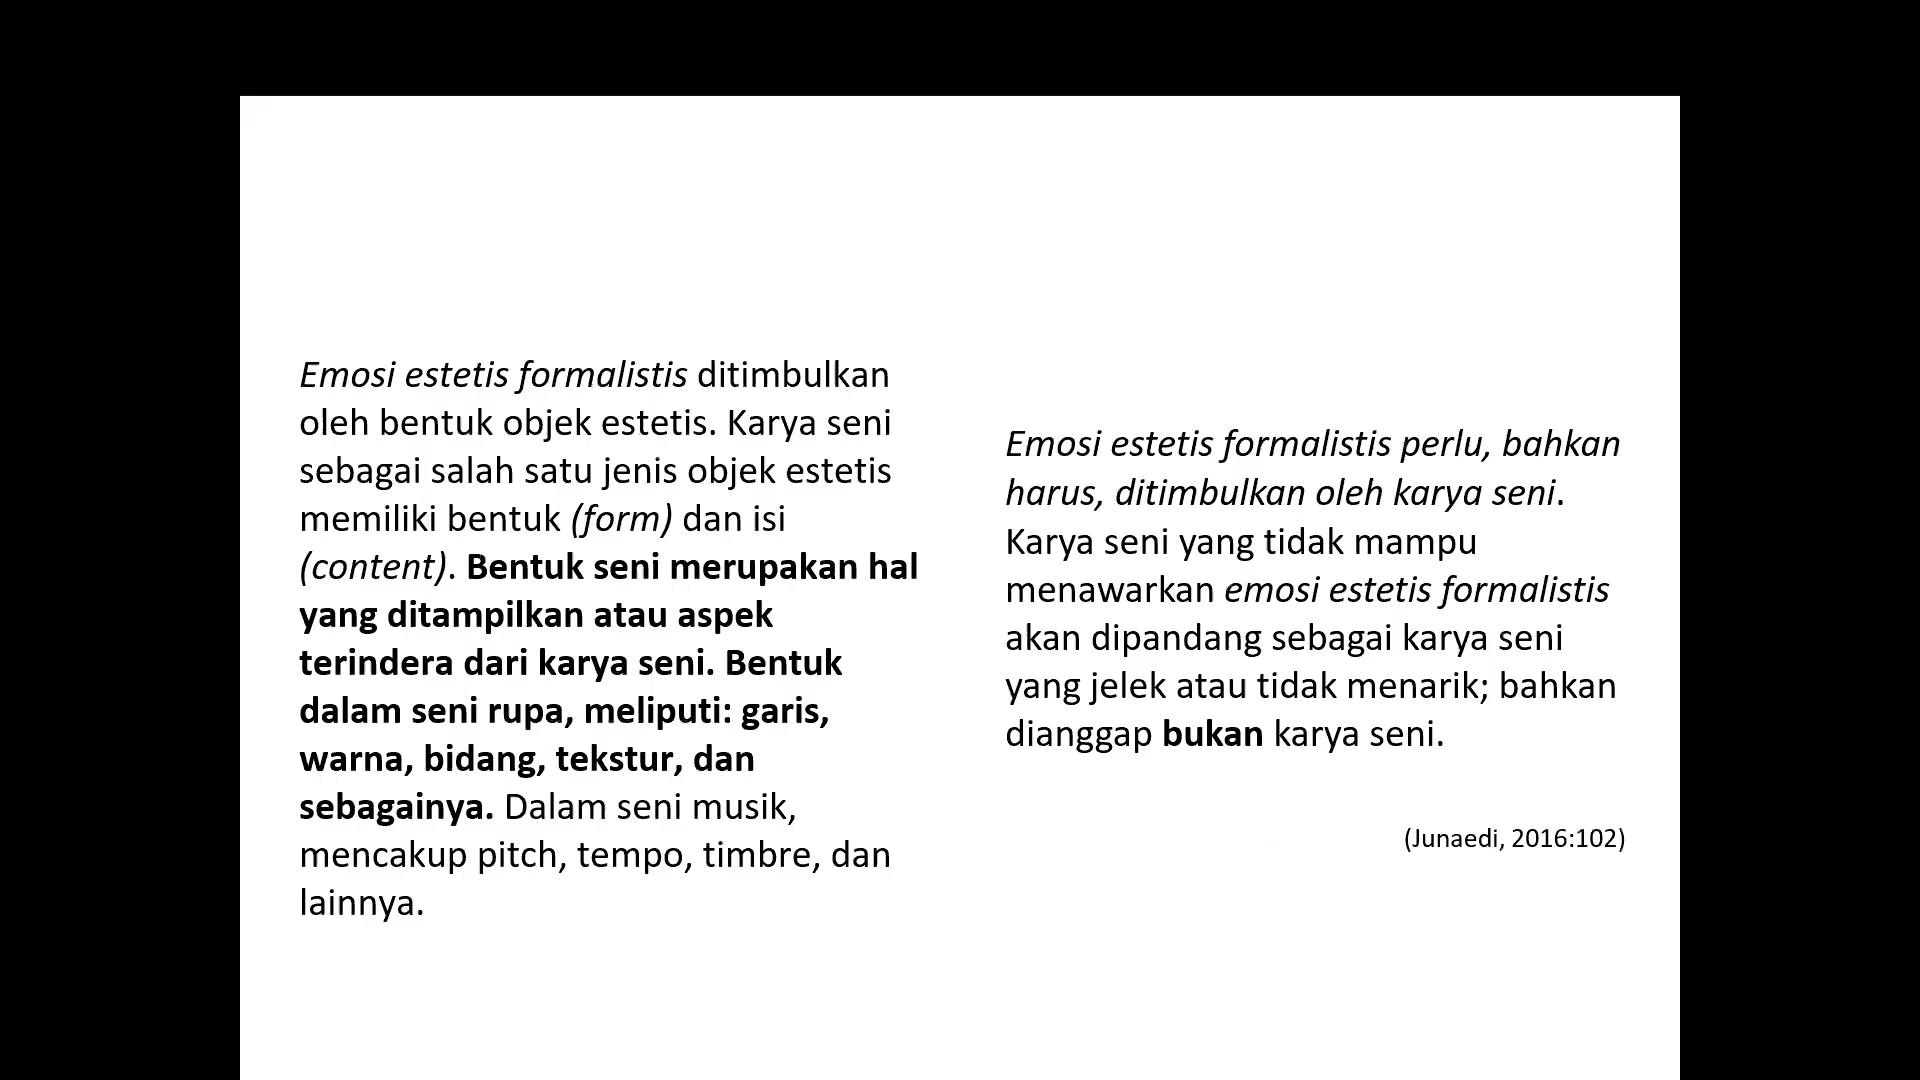 Emosi estetis formalistis ditimbulkan
oleh bentuk objek estetis. Karya seni
sebagai salah satu jenis objek estetis
memiliki bentuk (form) dan isi
(content). Bentuk seni merupakan hal
yang ditampilkan atau aspek
terindera dari karya seni. Bentuk
dalam seni rupa, meliputi: garis,
warna, bidang, tekstur, dan
sebagainya. Dalam seni musik,
mencakup pitch, tempo, timbre, dan
lainnya.
Emosi estetis formalistis perlu, bahkan
harus, ditimbulkan oleh karya seni.
Karya seni yang tidak mampu
menawarkan emosi estetis formalistis
akan dipandang sebagai karya seni
yang jelek atau tidak menarik; bahkan
dianggap bukan karya seni.
(Junaedi, 2016:102)